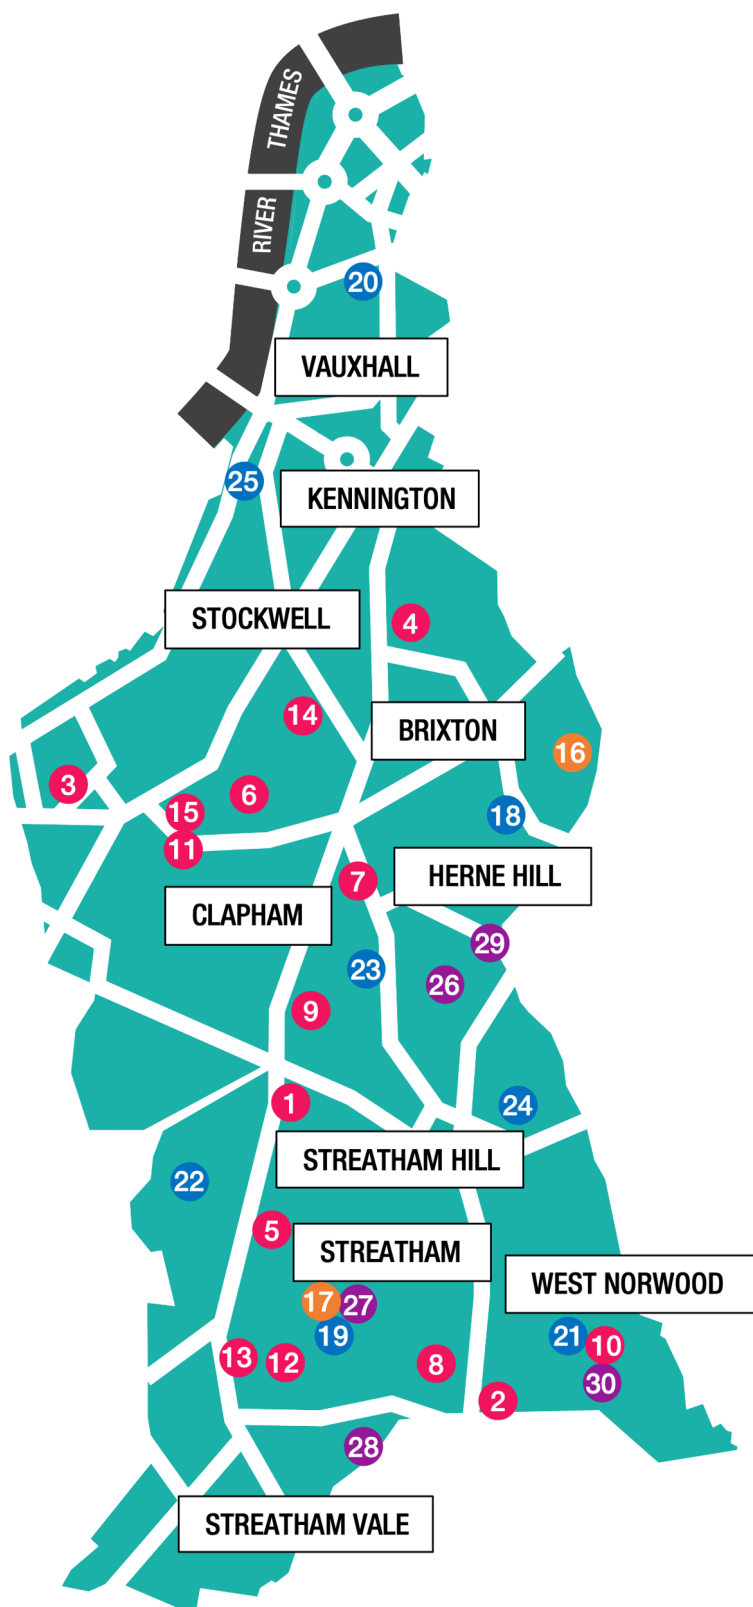 THAMES
RIVER
20
VAUXHALL
25
KENNINGTON
STOCKWELL
4
14
BRIXTON
16
3
6
15
18
11
7
HERNE HILL
CLAPHAM
29
23
26
9
1
24
STREATHAM HILL
22
5
STREATHAM
WEST NORWOOD
17
27
19
21
10
13
12
8
30
2
28
STREATHAM VALE